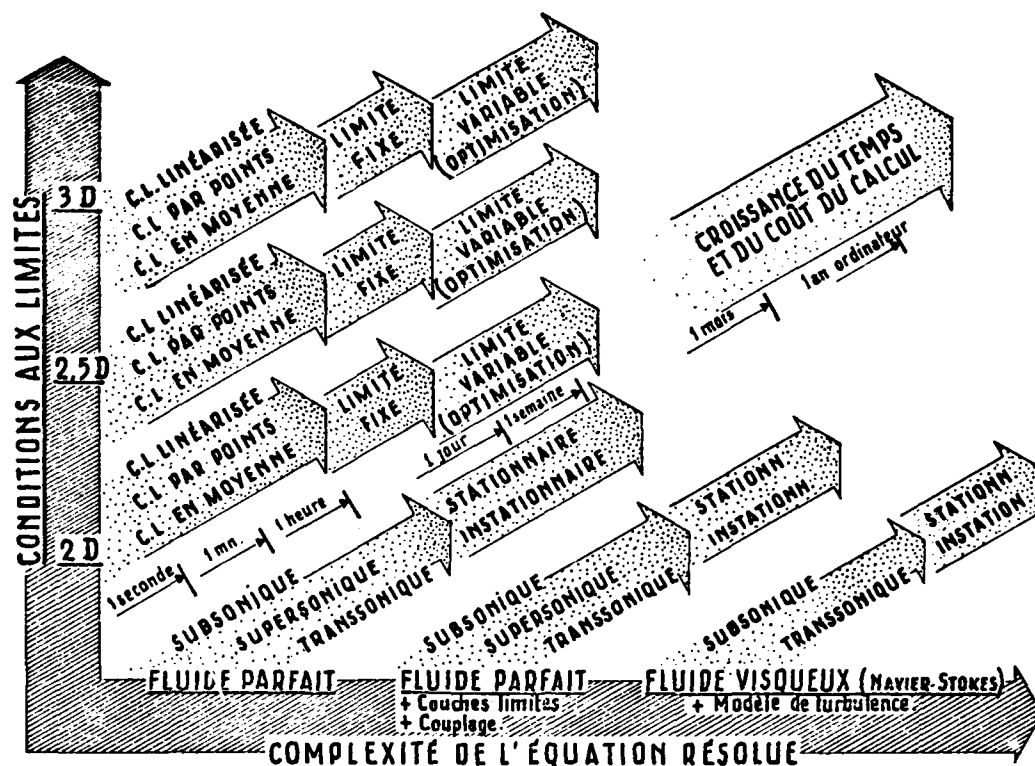 CONDITIONS AUX LIMITES
3 D
2,5 D
2 D
C.L. LINÉARISÉE
C.L. PAR POINTS
C.L. EN MOYENNE
LIMITE
FIXE
LIMITE
VARIABLE
(OPTIMISATION)
C.L. LINÉARISÉE
C.L. PAR POINTS
C.L. EN MOYENNE
LIMITE
FIXE
LIMITE
VARIABLE
(OPTIMISATION)
C.L. LINÉARISÉE
C.L. PAR POINTS
C.L. EN MOYENNE
LIMITE
FIXE
LIMITE
VARIABLE
(OPTIMISATION)
CROISSANCE DU TEMPS
ET DU COÛT DU CALCUL
1 mois
1 an ordinateur
1 seconde
1 mn.
1 heure
1 jour
1 semaine
SUBSONIQUE
SUPERSONIQUE
TRANSSONIQUE
STATIONNAIRE
INSTATIONNAIRE
SUBSONIQUE
SUPERSONIQUE
TRANSSONIQUE
STATIONN
INSTATIONN.
SUBSONIQUE
TRANSSONIQUE
STATIONN
INSTATION.
FLUIDE PARFAIT
FLUIDE PARFAIT
+ Couches limites.
+ Couplage.
FLUIDE VISQUEUX (NAVIER-STOKES)
+ Modèle de turbulence.
COMPLEXITÉ DE L'ÉQUATION RÉSOLUE